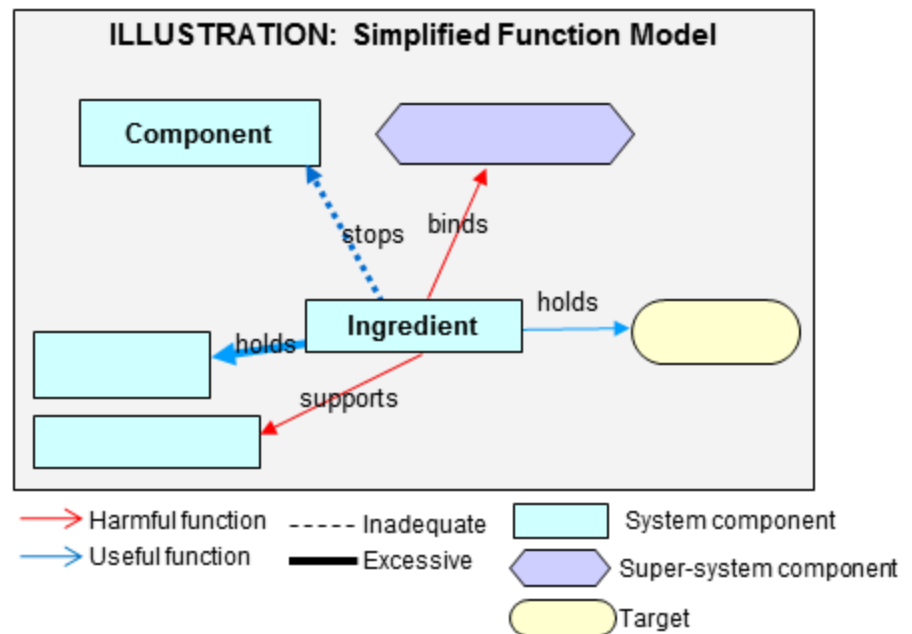 ILLUSTRATION: Simplified Function Model
Component
stops
binds
holds
Ingredient
holds
supports
Harmful function
Inadequate
System component
Useful function
Excessive
Super-system component
Target